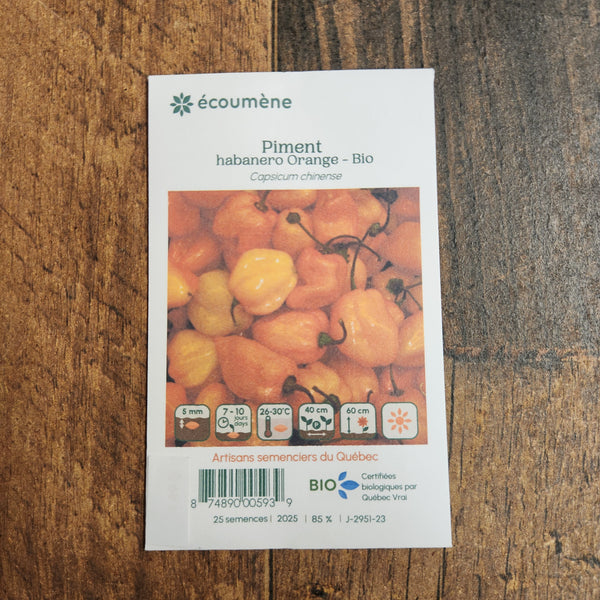 écoumène
Piment
habanero Orange - Bio
Capsicum chinense
5 mm
7 - 10
jours
days
26-30°C
40 cm
60 cm
Artisans semenciers du Québec
BIO
Certifiées
biologiques par
Québec Vrai
8 74890 00593 9
25 semences | 2025 | 85 % | J-2951-23